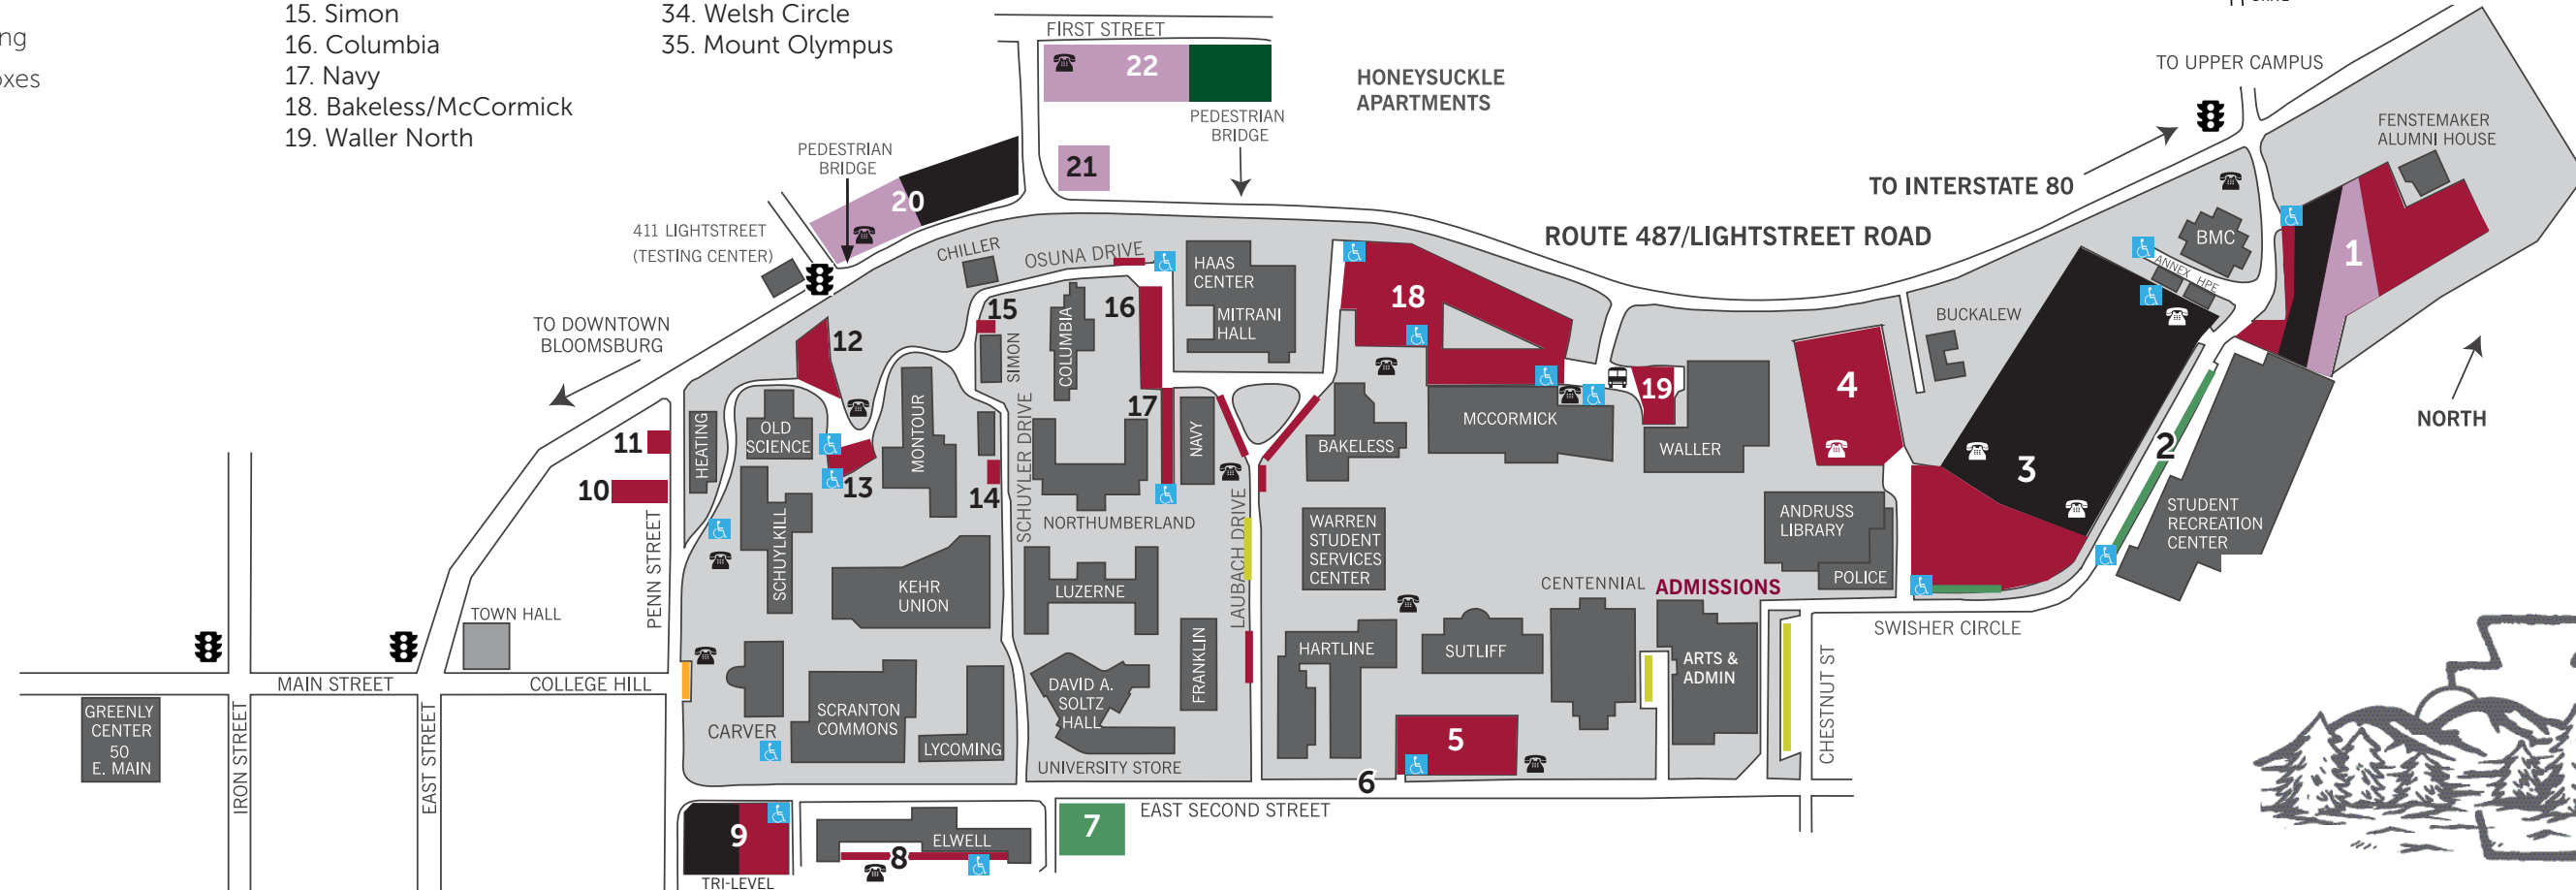 ng
oxes
15. Simon
16. Columbia
17. Navy
18. Bakeless/McCormick
19. Waller North
34. Welsh Circle
35. Mount Olympus
FIRST STREET
22
HONEYSUCKLE
APARTMENTS
PEDESTRIAN
BRIDGE
21
PEDESTRIAN
BRIDGE
20
411 LIGHTSTREET
(TESTING CENTER)
TO UPPER CAMPUS
FENSTEMAKER
ALUMNI HOUSE
TO INTERSTATE 80
ROUTE 487/LIGHTSTREET ROAD
BMC
ANNEX
HPE
1
CHILLER
OSUNA DRIVE
HAAS
CENTER
MITRANI
HALL
18
16
15
SIMON
COLUMBIA
12
TO DOWNTOWN
BLOOMSBURG
BUCKALEW
4
19
MCCORMICK
WALLER
BAKELESS
17
NAVY
MONTOUR
SCHUYLER DRIVE
OLD
SCIENCE
HEATING
11
10
13
14
NORTHUMBERLAND
LAUBACH DRIVE
3
2
NORTH
STUDENT
RECREATION
CENTER
ANDRUSS
LIBRARY
POLICE
WARREN
STUDENT
SERVICES
CENTER
SCHUYLKILL
PENN STREET
KEHR
UNION
LUZERNE
CENTENNIAL
ADMISSIONS
TOWN HALL
SWISHER CIRCLE
HARTLINE
SUTLIFF
ARTS &
ADMIN
CHESTNUT ST
FRANKLIN
DAVID A.
SOLTZ
HALL
MAIN STREET
COLLEGE HILL
GREENLY
CENTER
50
E. MAIN
IRON STREET
EAST STREET
CARVER
SCRANTON
COMMONS
LYCOMING
UNIVERSITY STORE
5
6
EAST SECOND STREET
7
9
8
ELWELL
TRI-LEVEL